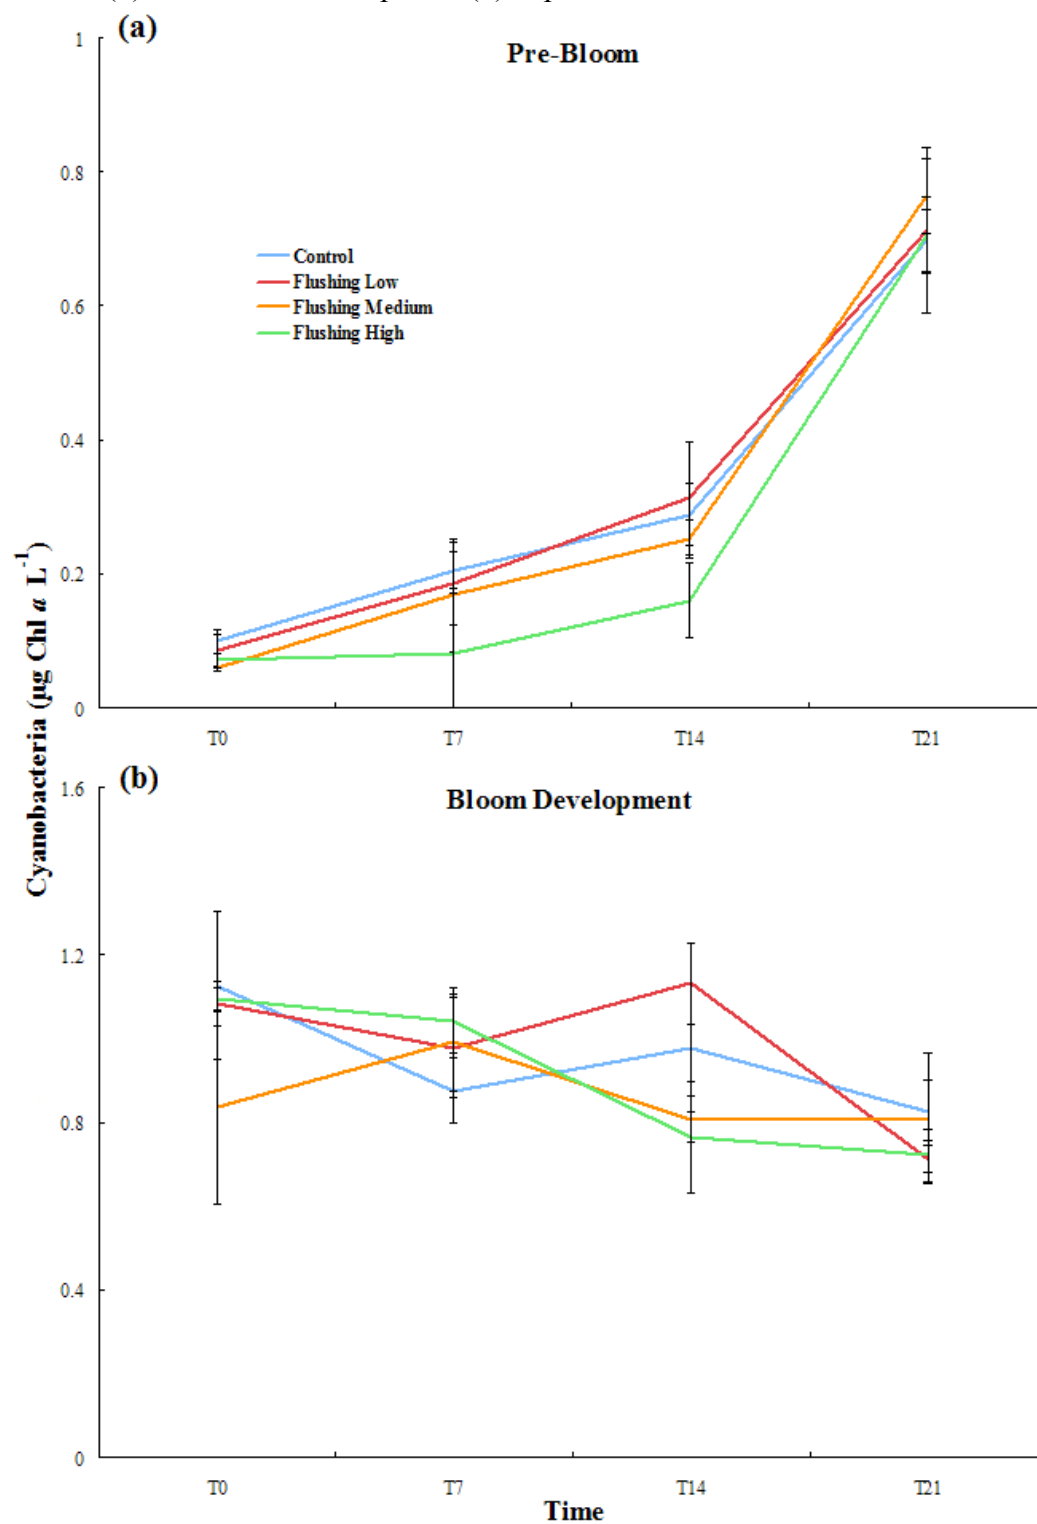 (a)
Pre-Bloom
1
0.8
0.6
0.4
0.2
0
Control
Flushing Low
Flushing Medium
Flushing High
T0 T7 T14 T21
Cyanobacteria (µg Chl a L⁻¹)
(b)
Bloom Development
1.6
1.2
0.8
0.4
0
T0 T7 T14 T21
Time